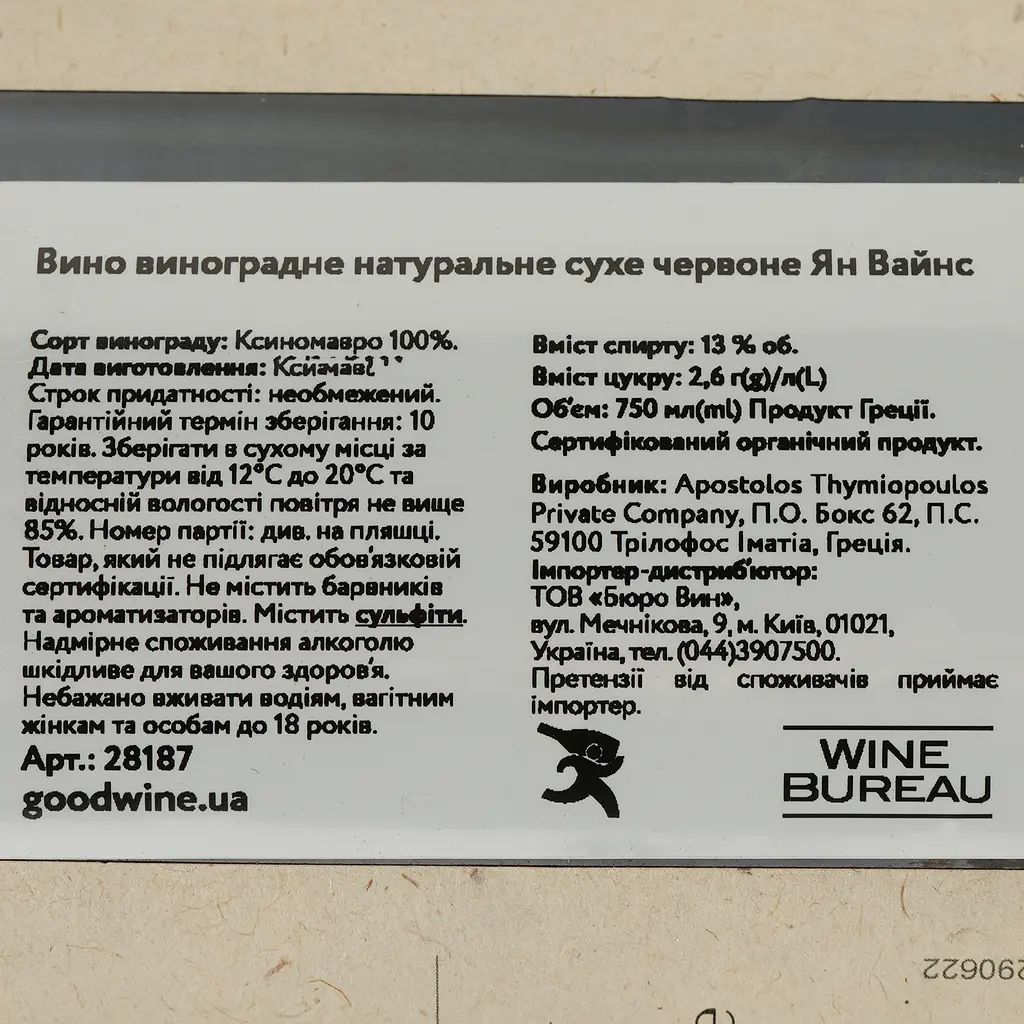 Вино виноградне натуральне сухе червоне Ян Вайнс
Сорт винограду: Ксиномавро 100%.
Дата виготовлення:
Строк придатності: необмежений.
Гарантійний термін зберігання: 10
років. Зберігати в сухому місці за
температури від 12°C до 20°C та
відносній вологості повітря не вище
85%. Номер партії: див. на пляшці.
Товар, який не підлягає обов'язковій
сертифікації. Не містить барвників
та ароматизаторів. Містить сульфіти.
Надмірне споживання алкоголю
шкідливе для вашого здоров'я.
Небажано вживати водіям, вагітним
жінкам та особам до 18 років.
Арт.: 28187
goodwine.ua
Вміст спирту: 13 % об.
Вміст цукру: 2,6 г(g)/л(L)
Об'єм: 750 мл(ml) Продукт Греції.
Сертифікований органічний продукт.
Виробник: Apostolos Thymiopoulos
Private Company, П.О. Бокс 62, П.С.
59100 Трілофос Іматіа, Греція.
Імпортер-дистриб'ютор:
ТОВ «Бюро Вин»,
вул. Мечнікова, 9, м. Київ, 01021,
Україна, тел. (044)3907500.
Претензії від споживачів приймає
імпортер.
WINE
BUREAU